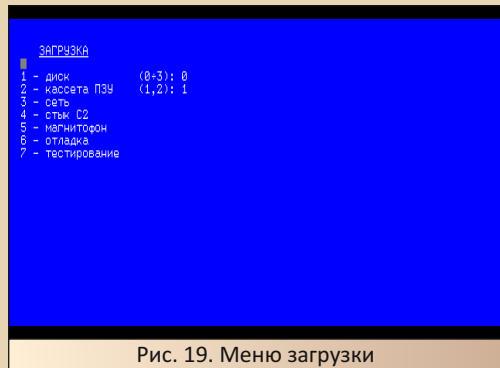 ЗАГРУЗКА
1 - диск (0÷3): 0
2 - кассета ПЗУ (1,2): 1
3 - сеть
4 - стык С2
5 - магнитофон
6 - отладка
7 - тестирование
Рис. 19. Меню загрузки